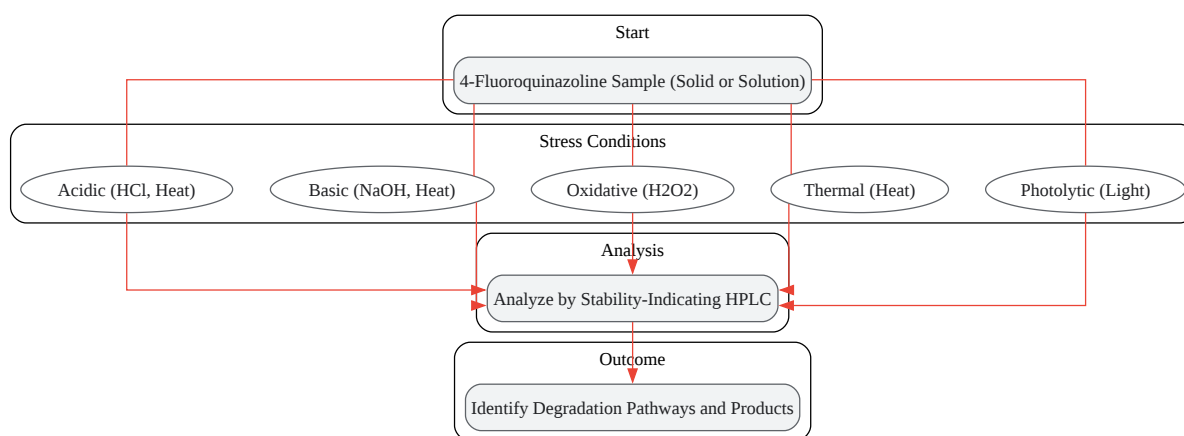 Start
4-Fluoroquinazoline Sample (Solid or Solution)
Stress Conditions
Acidic (HCl, Heat)
Basic (NaOH, Heat)
Oxidative (H2O2)
Thermal (Heat)
Photolytic (Light)
Analysis
Analyze by Stability-Indicating HPLC
Outcome
Identify Degradation Pathways and Products